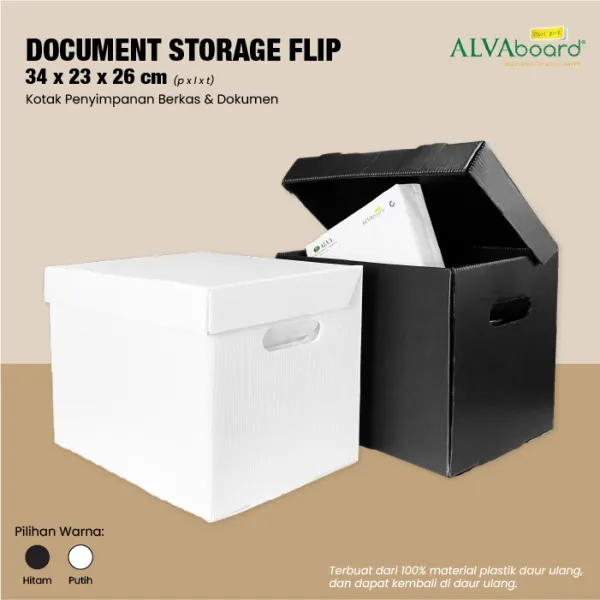 DOCUMENT STORAGE FLIP
34 x 23 x 26 cm (p x l x t)
Kotak Penyimpanan Berkas & Dokumen
ALVAboard®
ALVAboard
Pilihan Warna:
Hitam Putih
Terbuat dari 100% material plastik daur ulang,
dan dapat kembali di daur ulang.